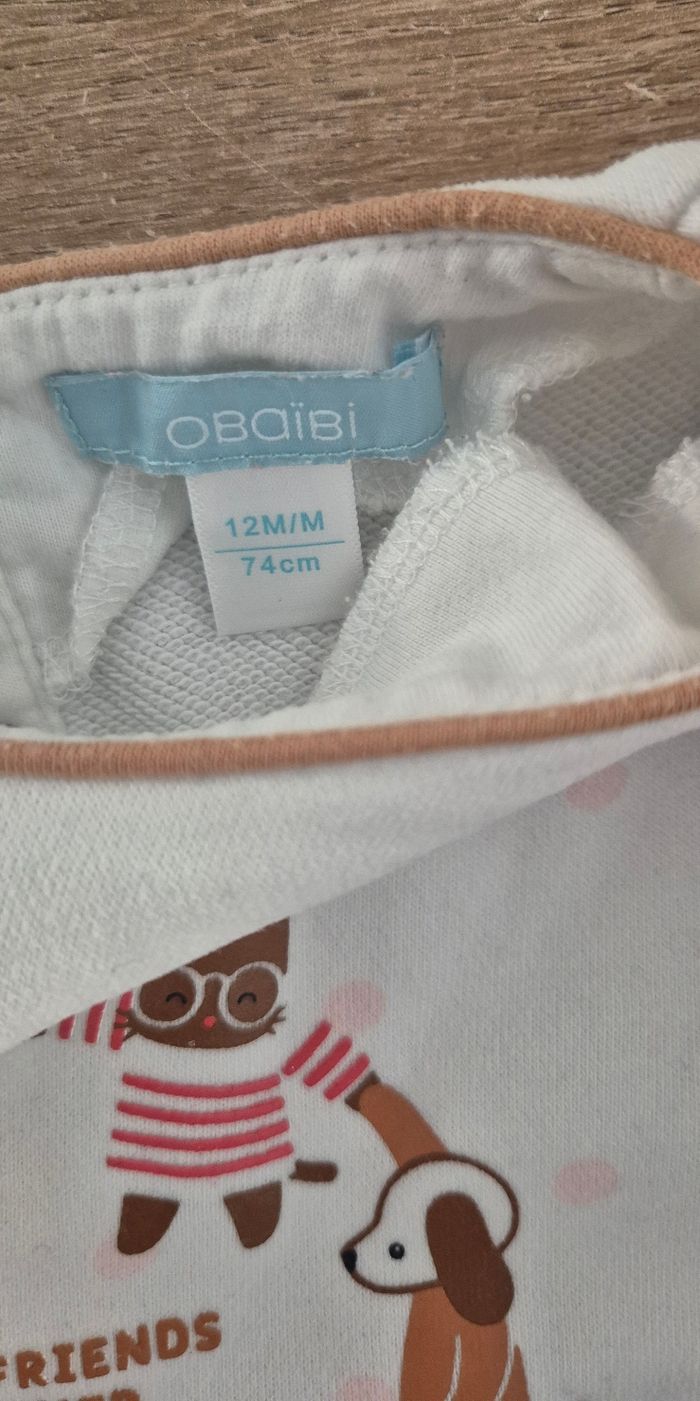 OBaïBi
12M/M
74cm
FRIENDS